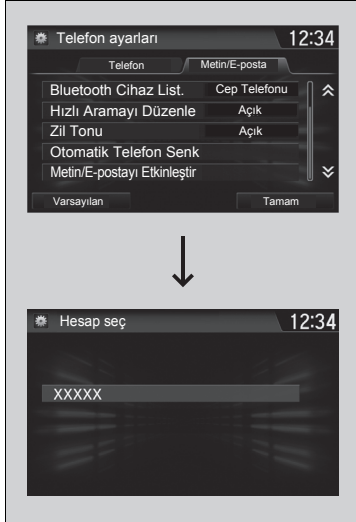 Telefon ayarları 12:34
Telefon Metin/E-posta
Bluetooth Cihaz List. Cep Telefonu
Hızlı Aramayı Düzenle Açık
Zil Tonu Açık
Otomatik Telefon Senk
Metin/E-postayı Etkinleştir
Varsayılan Tamam
Hesap seç 12:34
XXXXX